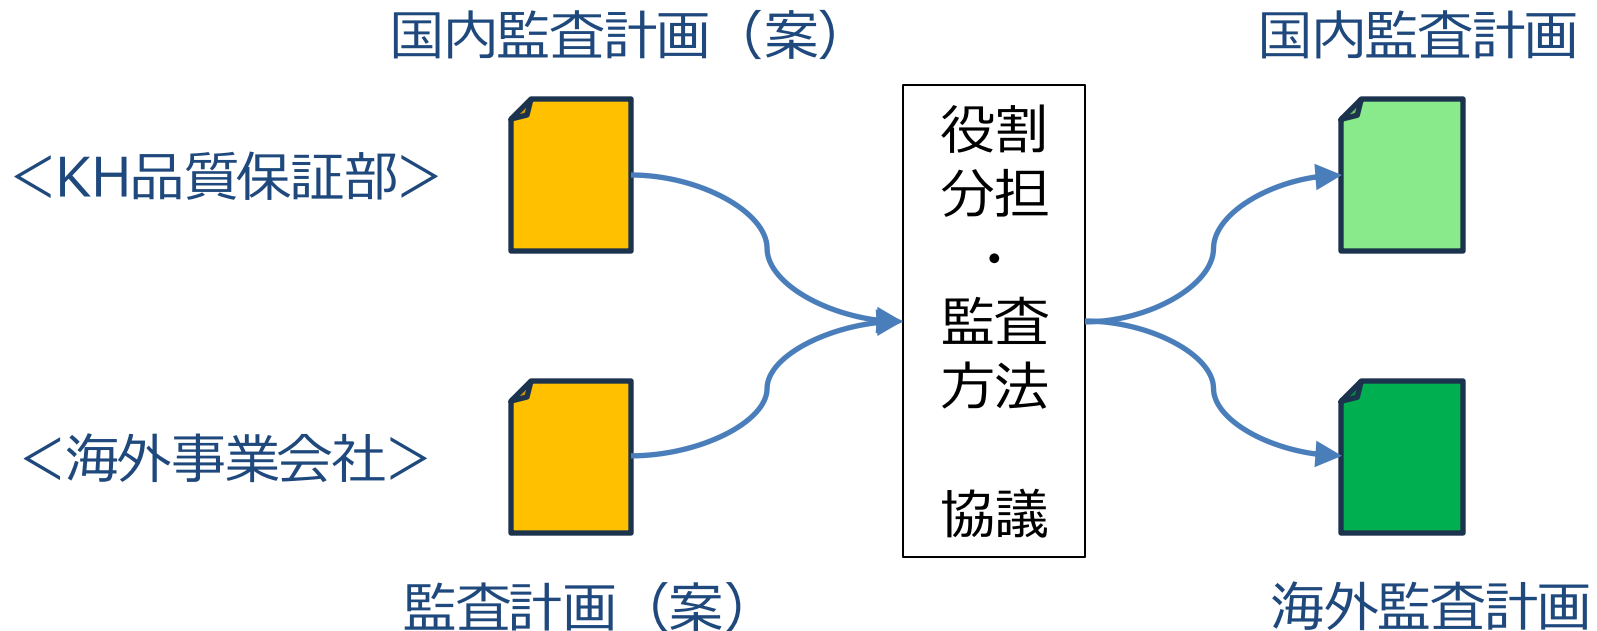 国内監査計画（案）
国内監査計画
＜KH品質保証部＞
役割
分担
・
監査
方法
協議
＜海外事業会社＞
監査計画（案）
海外監査計画